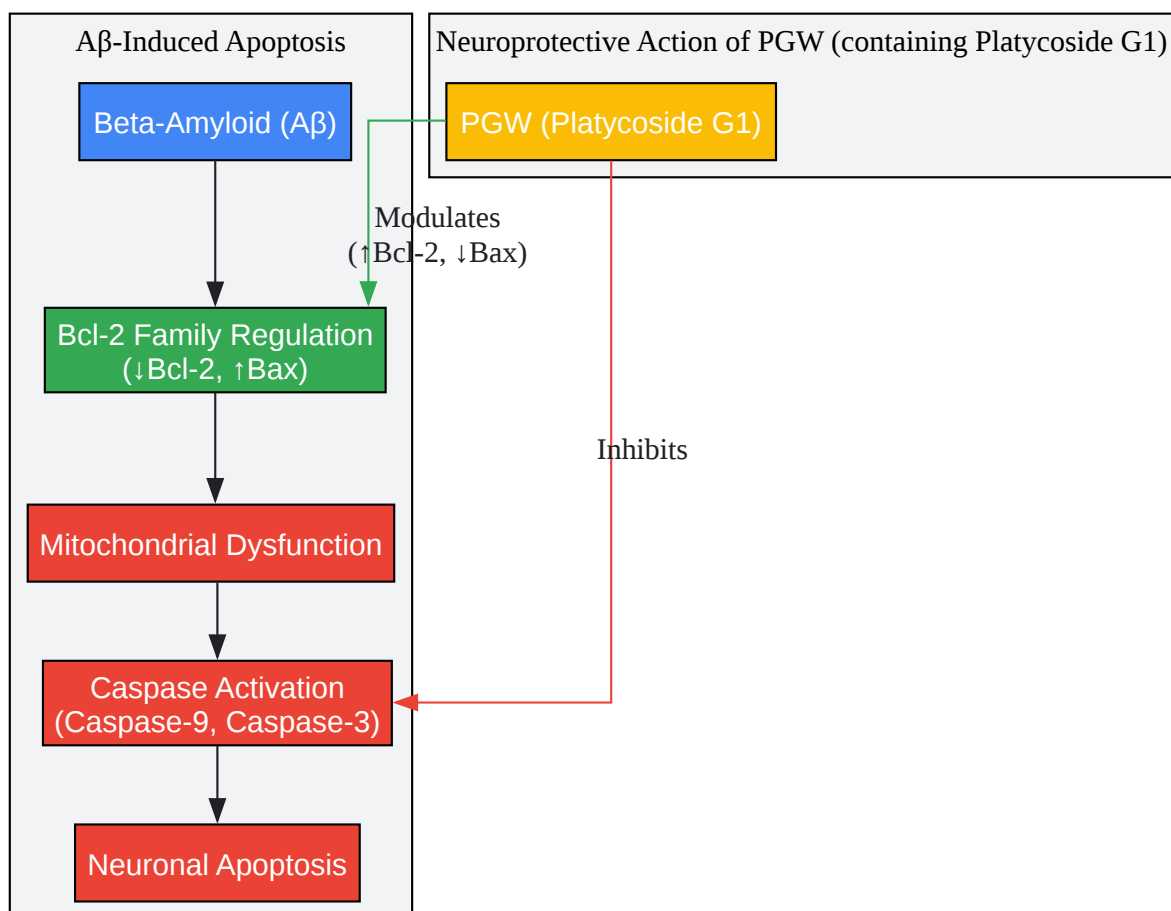 Aβ-Induced Apoptosis
Neuroprotective Action of PGW (containing Platycoside G1)
Beta-Amyloid (Aβ)
PGW (Platycoside G1)
Modulates
(↑Bcl-2, ↓Bax)
Bcl-2 Family Regulation
(↓Bcl-2, ↑Bax)
Inhibits
Mitochondrial Dysfunction
Caspase Activation
(Caspase-9, Caspase-3)
Neuronal Apoptosis